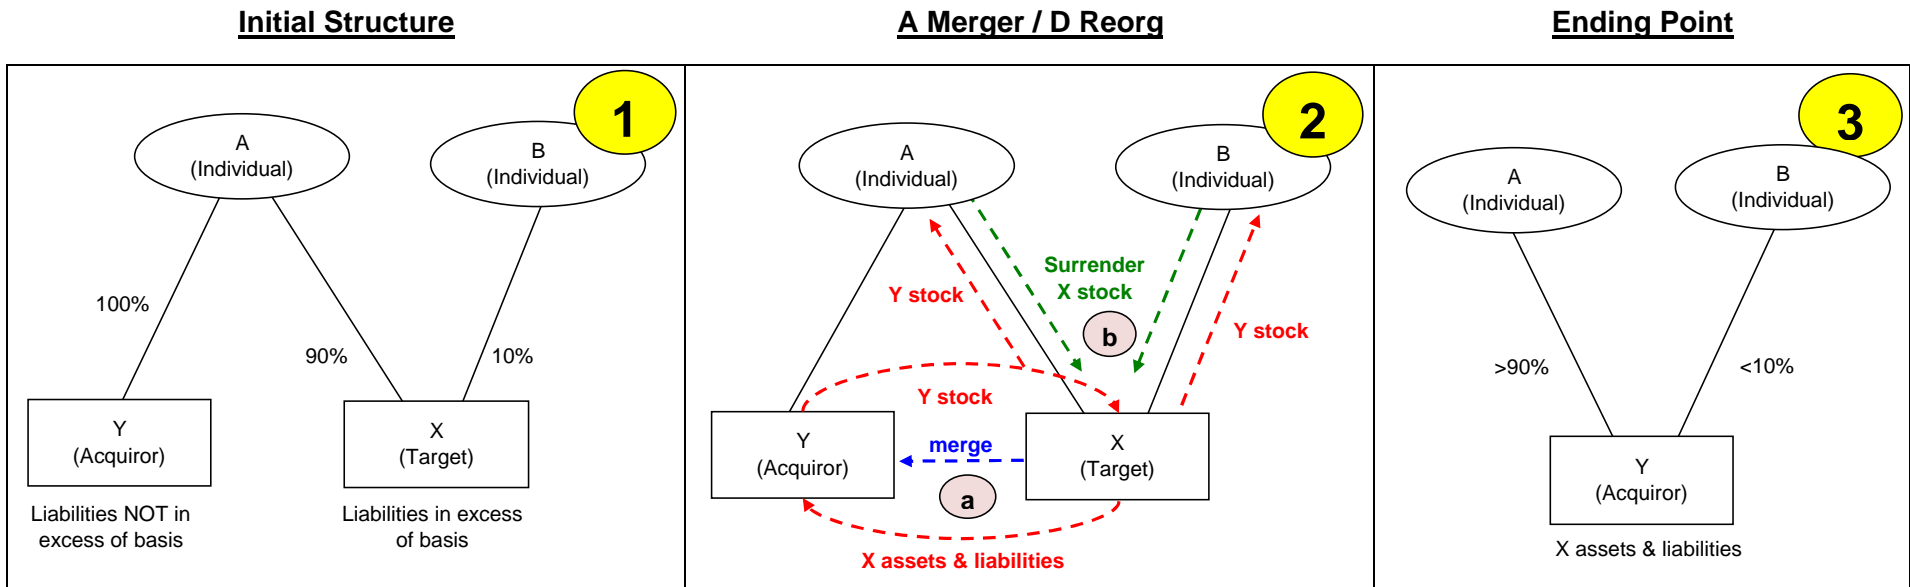 Initial Structure
A Merger / D Reorg
Ending Point
1
A
(Individual)
B
(Individual)
100%
90%
10%
Y
(Acquiror)
X
(Target)
Liabilities NOT in
excess of basis
Liabilities in excess
of basis
2
A
(Individual)
B
(Individual)
Surrender
X stock
Y stock
b
Y stock
Y stock
Y
(Acquiror)
merge
X
(Target)
a
X assets & liabilities
3
A
(Individual)
B
(Individual)
>90%
<10%
Y
(Acquiror)
X assets & liabilities